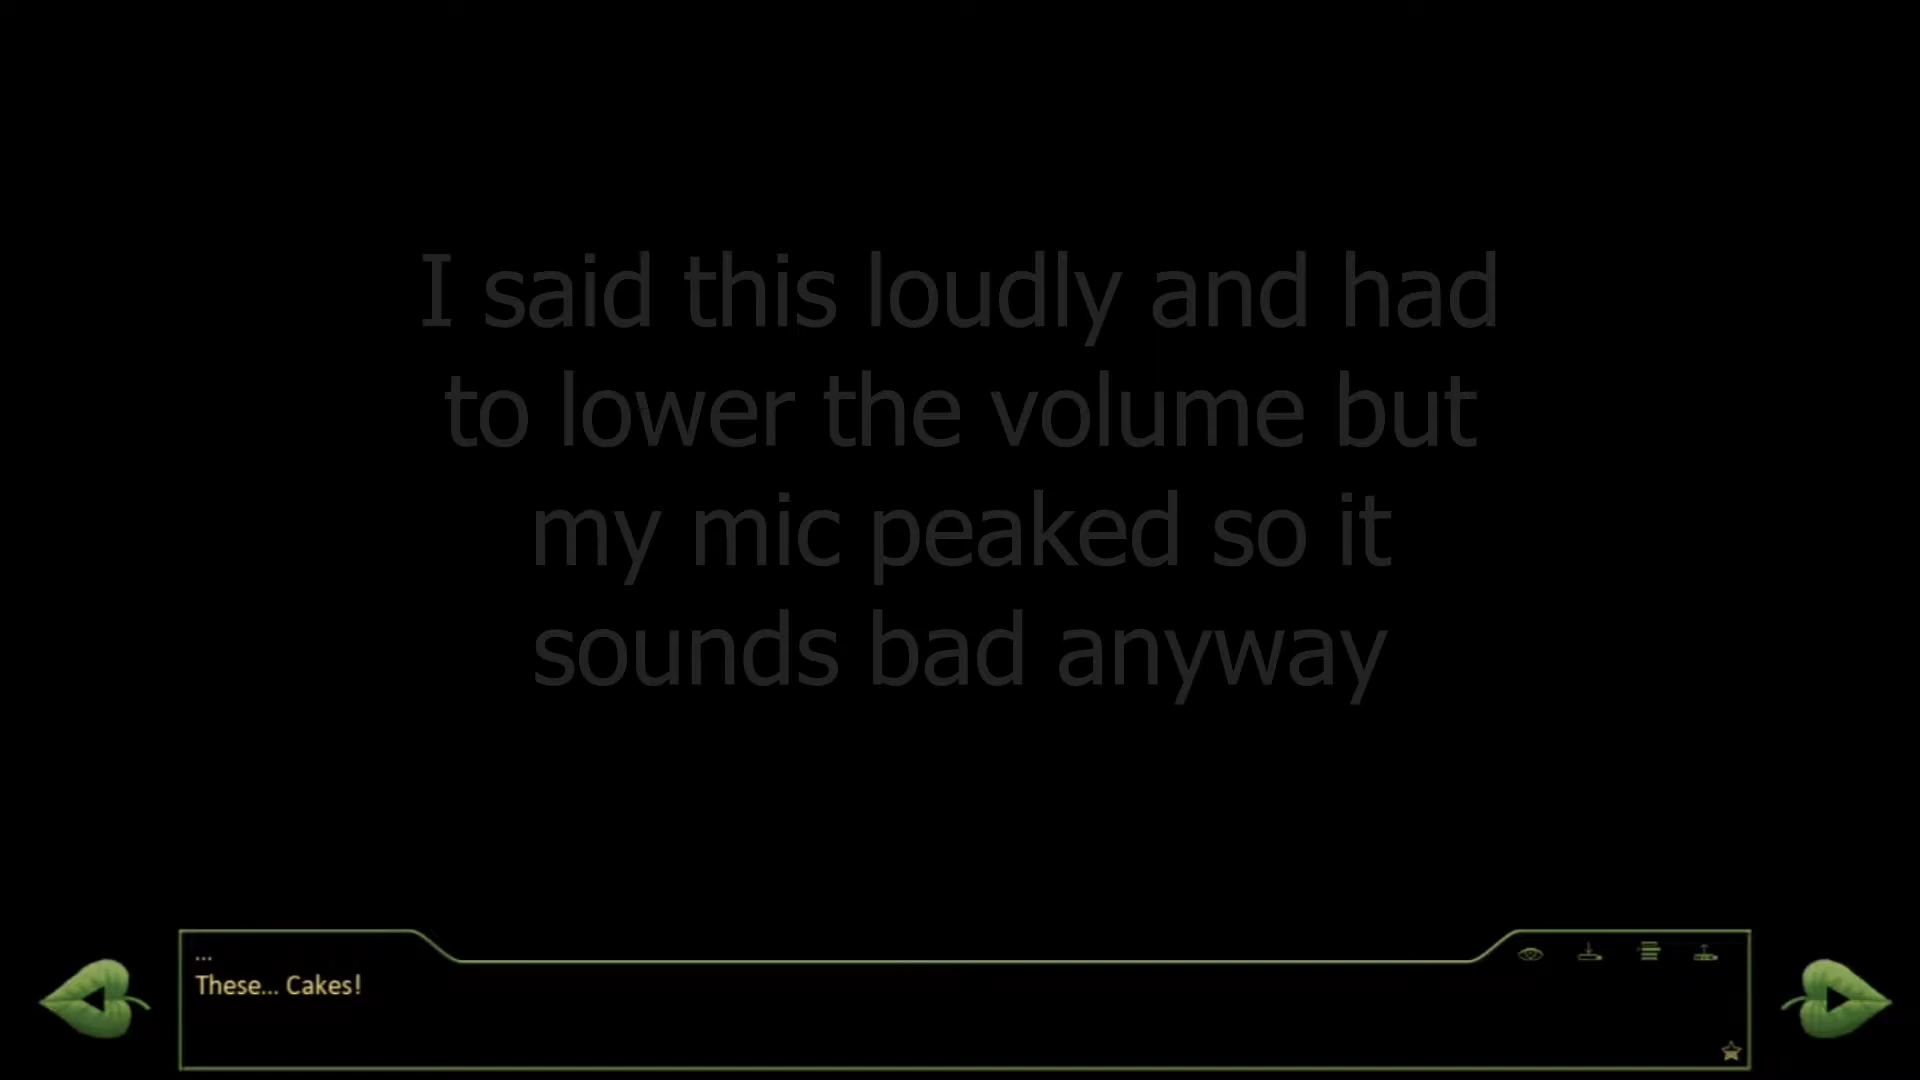 I said this loudly and had
to lower the volume but
my mic peaked so it
sounds bad anyway
...
These... Cakes!